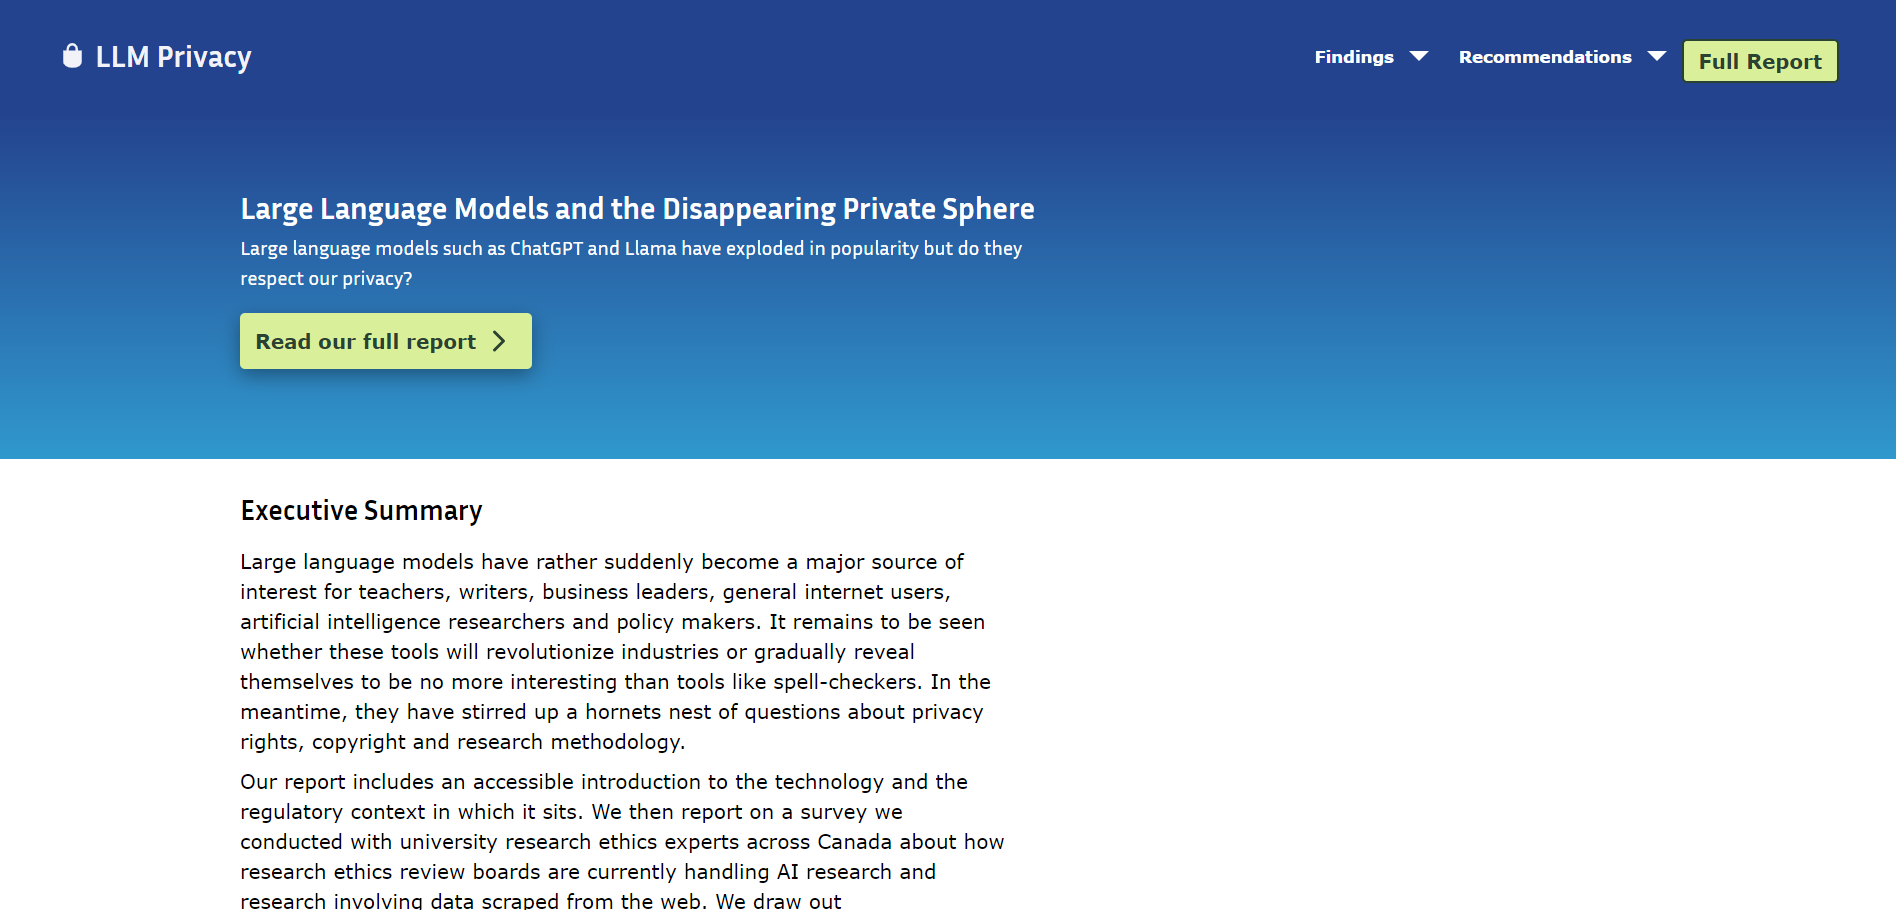 LLM Privacy
Findings
Recommendations
Full Report
Large Language Models and the Disappearing Private Sphere
Large language models such as ChatGPT and Llama have exploded in popularity but do they
respect our privacy?
Read our full report
Executive Summary
Large language models have rather suddenly become a major source of
interest for teachers, writers, business leaders, general internet users,
artificial intelligence researchers and policy makers. It remains to be seen
whether these tools will revolutionize industries or gradually reveal
themselves to be no more interesting than tools like spell-checkers. In the
meantime, they have stirred up a hornets nest of questions about privacy
rights, copyright and research methodology.
Our report includes an accessible introduction to the technology and the
regulatory context in which it sits. We then report on a survey we
conducted with university research ethics experts across Canada about how
research ethics review boards are currently handling AI research and
research involving data scraped from the web. We draw out